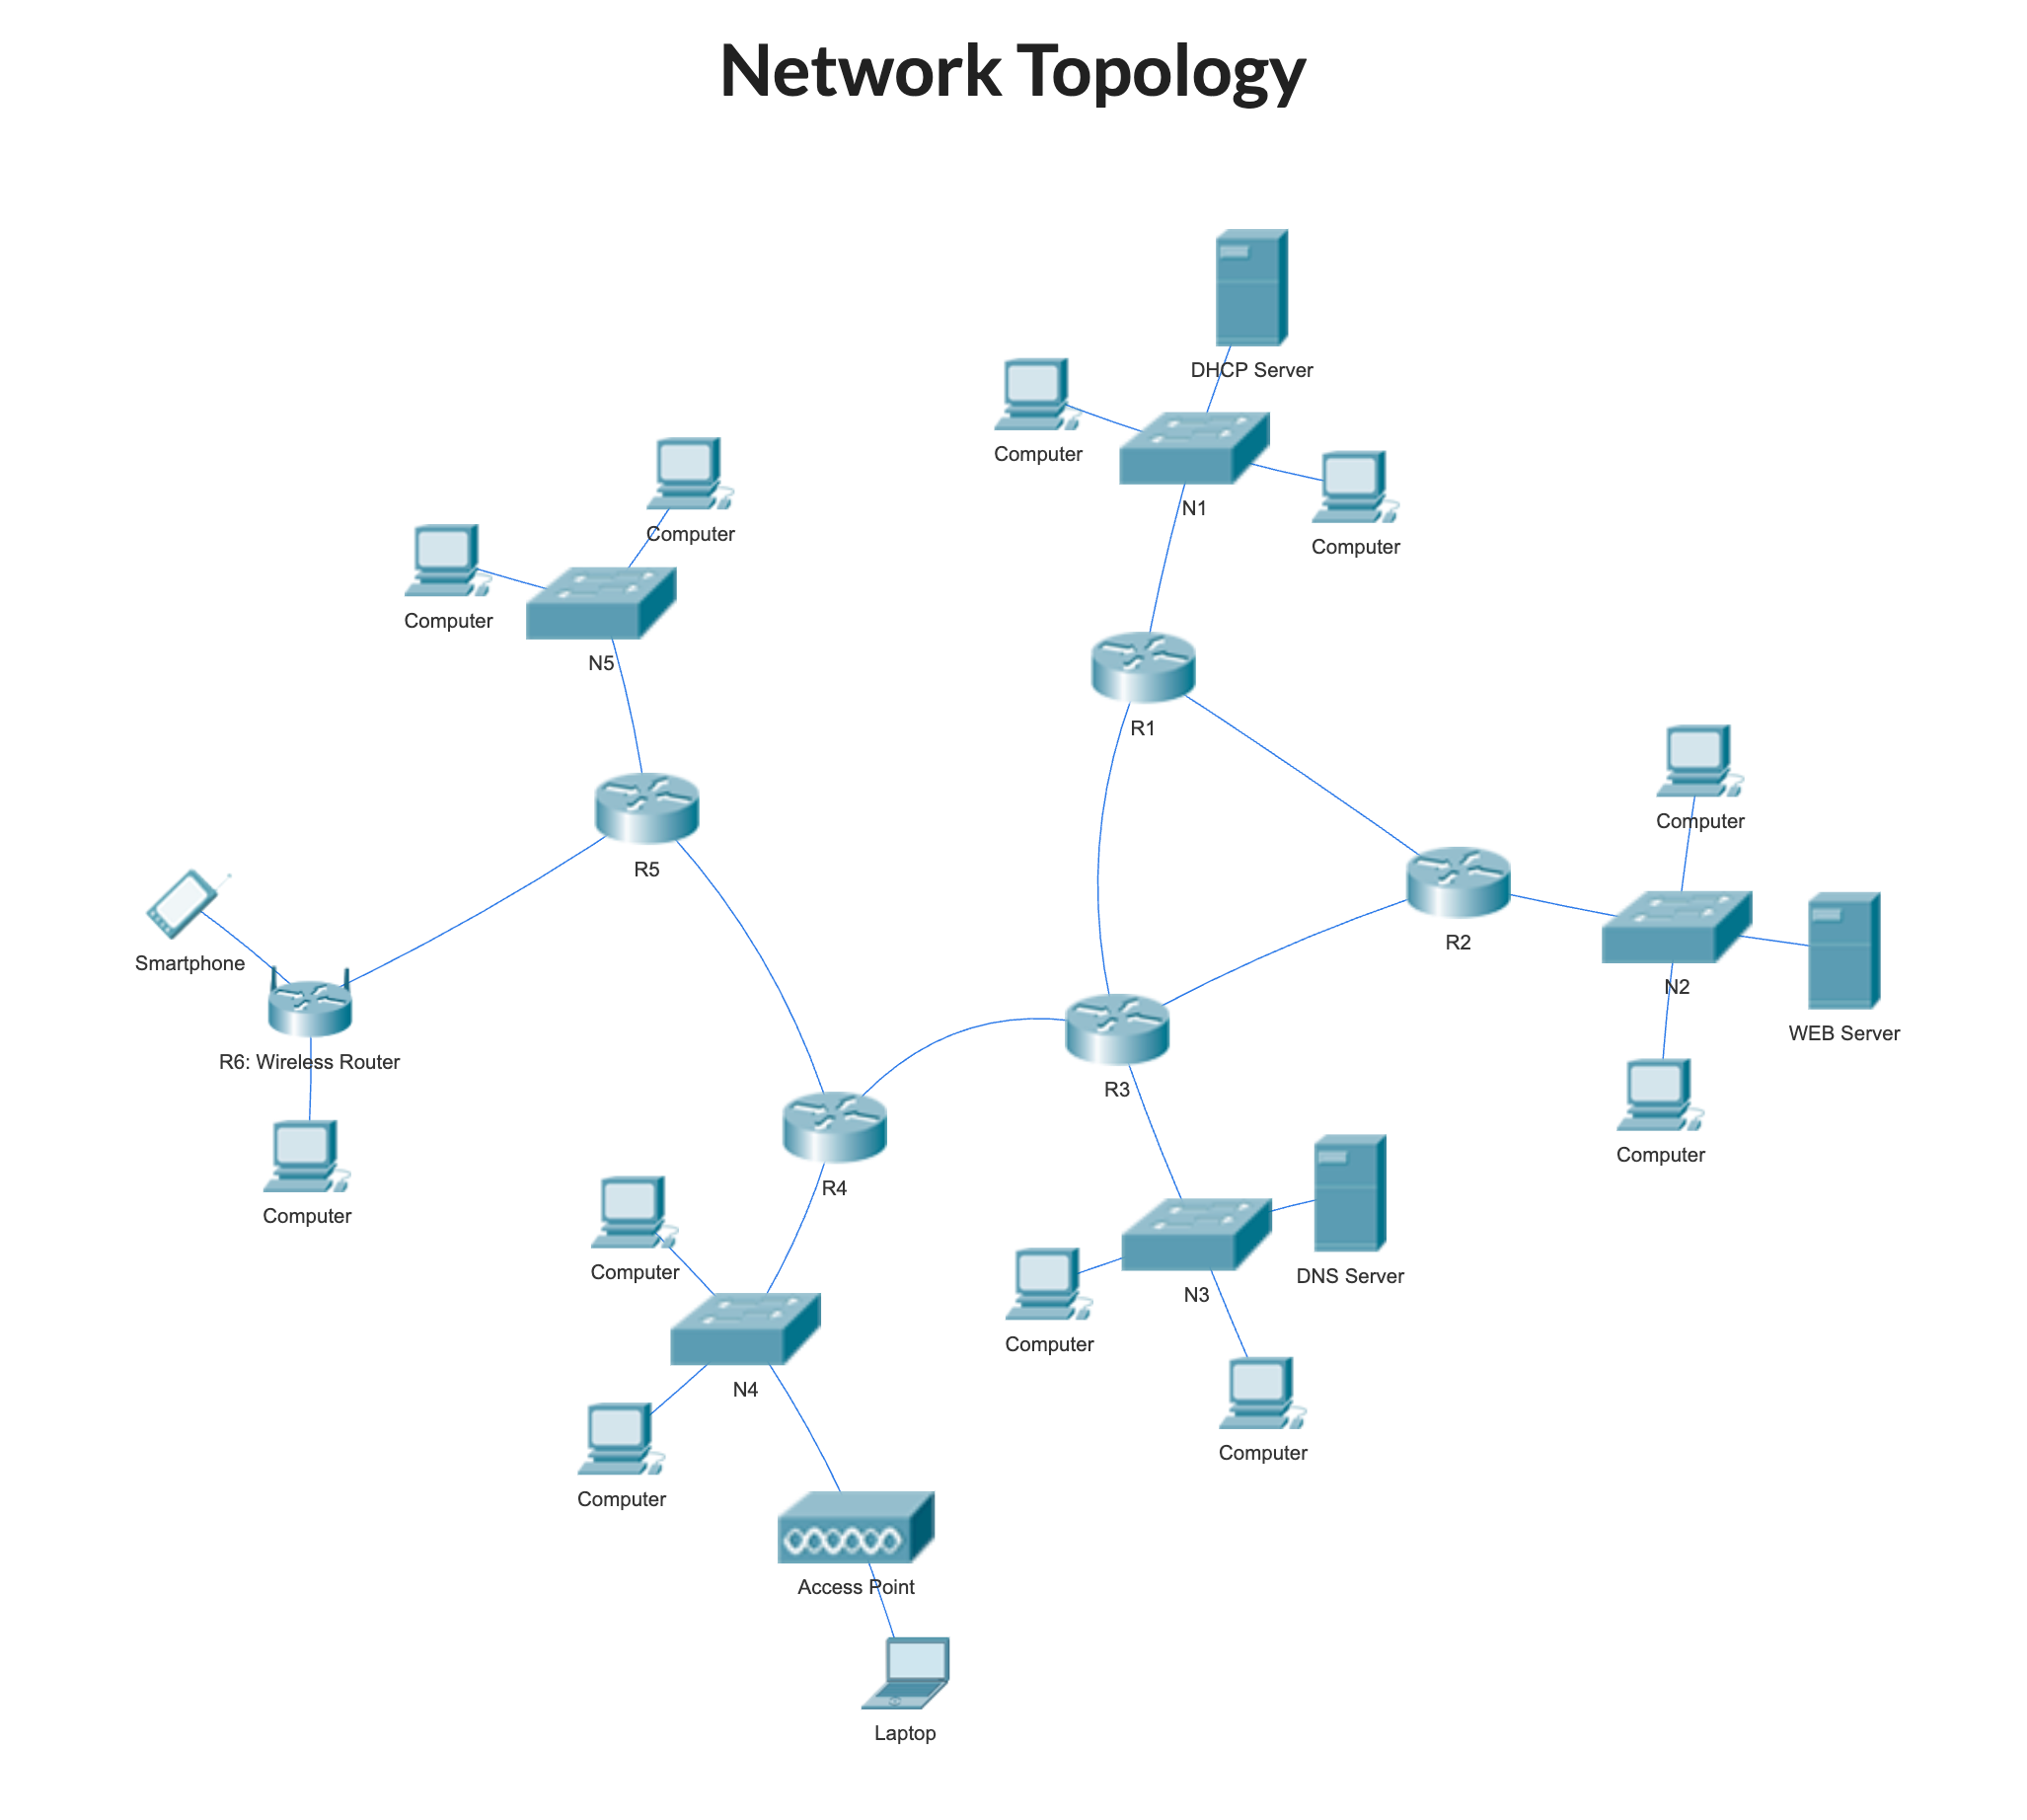 Network Topology
DHCP Server
Computer
N1
Computer
Computer
Computer
N5
R1
Computer
R5
R2
Smartphone
N2
WEB Server
R6: Wireless Router
R3
Computer
R4
Computer
Computer
DNS Server
N3
Computer
N4
Computer
Computer
Access Point
Laptop